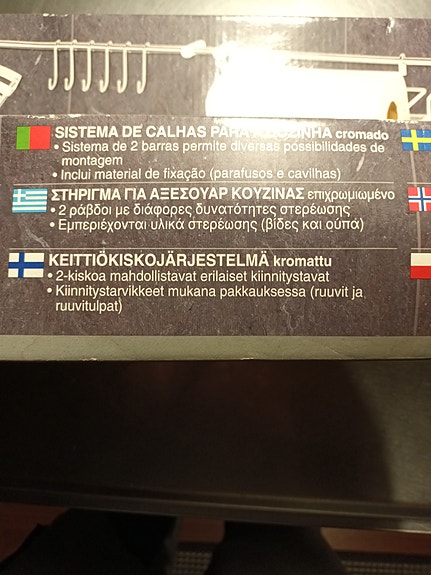 SISTEMA DE CALHAS PARA A COZINHA cromado
• Sistema de 2 barras permite diversas possibilidades de
montagem
• Inclui material de fixação (parafusos e cavilhas)
ΣΤΗΡΙΓΜΑ ΓΙΑ ΑΞΕΣΟΥΑΡ ΚΟΥΖΙΝΑΣ επιχρωμιωμένο
• 2 ράβδοι με διάφορες δυνατότητες στερέωσης
• Εμπεριέχονται υλικά στερέωσης (βίδες και ούπα)
KEITTIÖKISKOJÄRJESTELMÄ kromattu
• 2-kiskoa mahdollistavat erilaiset kiinnitystavat
• Kiinnitystarvikkeet mukana pakkauksessa (ruuvit ja
ruuvitulpat)